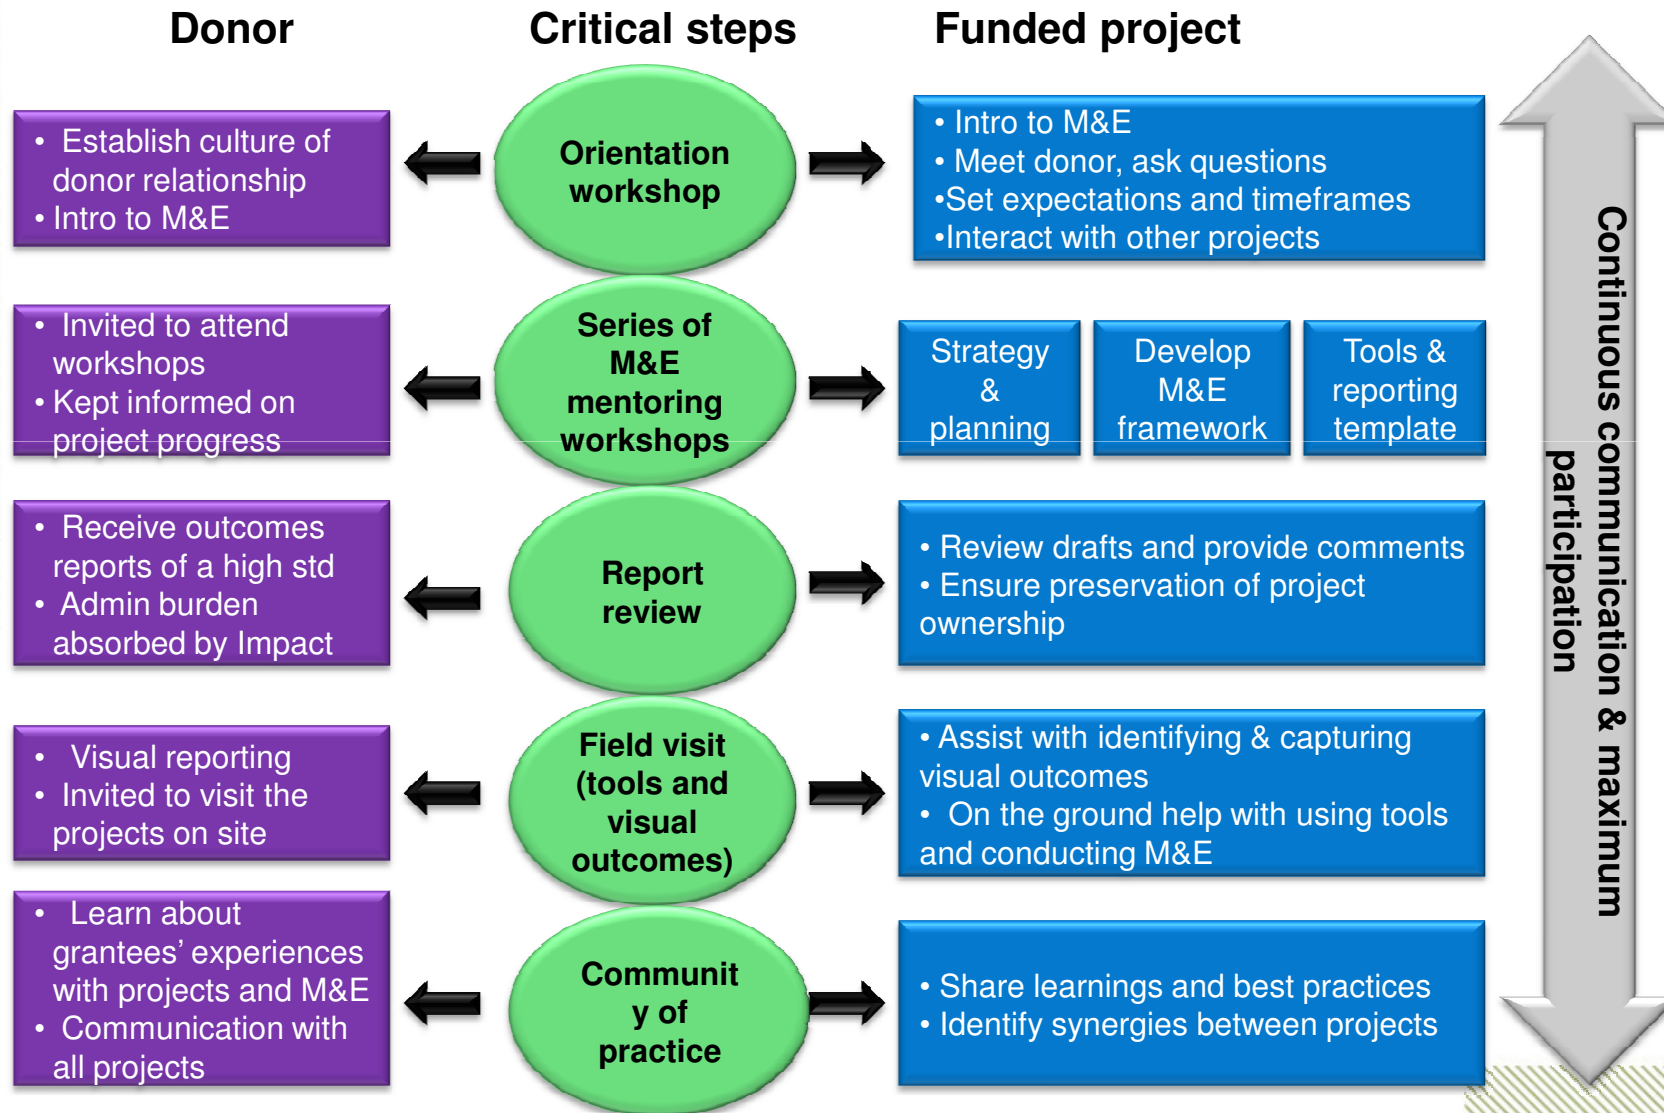 Donor
Critical steps
Funded project
• Establish culture of
donor relationship
• Intro to M&E
Orientation
workshop
• Intro to M&E
• Meet donor, ask questions
•Set expectations and timeframes
•Interact with other projects
• Invited to attend
workshops
• Kept informed on
project progress
Series of
M&E
mentoring
workshops
Strategy
&
planning
Develop
M&E
framework
Tools &
reporting
template
• Receive outcomes
reports of a high std
• Admin burden
absorbed by Impact
Report
review
• Review drafts and provide comments
• Ensure preservation of project
ownership
• Visual reporting
• Invited to visit the
projects on site
Field visit
(tools and
visual
outcomes)
• Assist with identifying & capturing
visual outcomes
• On the ground help with using tools
and conducting M&E
• Learn about
grantees’ experiences
with projects and M&E
• Communication with
all projects
Communit
y of
practice
• Share learnings and best practices
• Identify synergies between projects
Continuous communication & maximum
participation